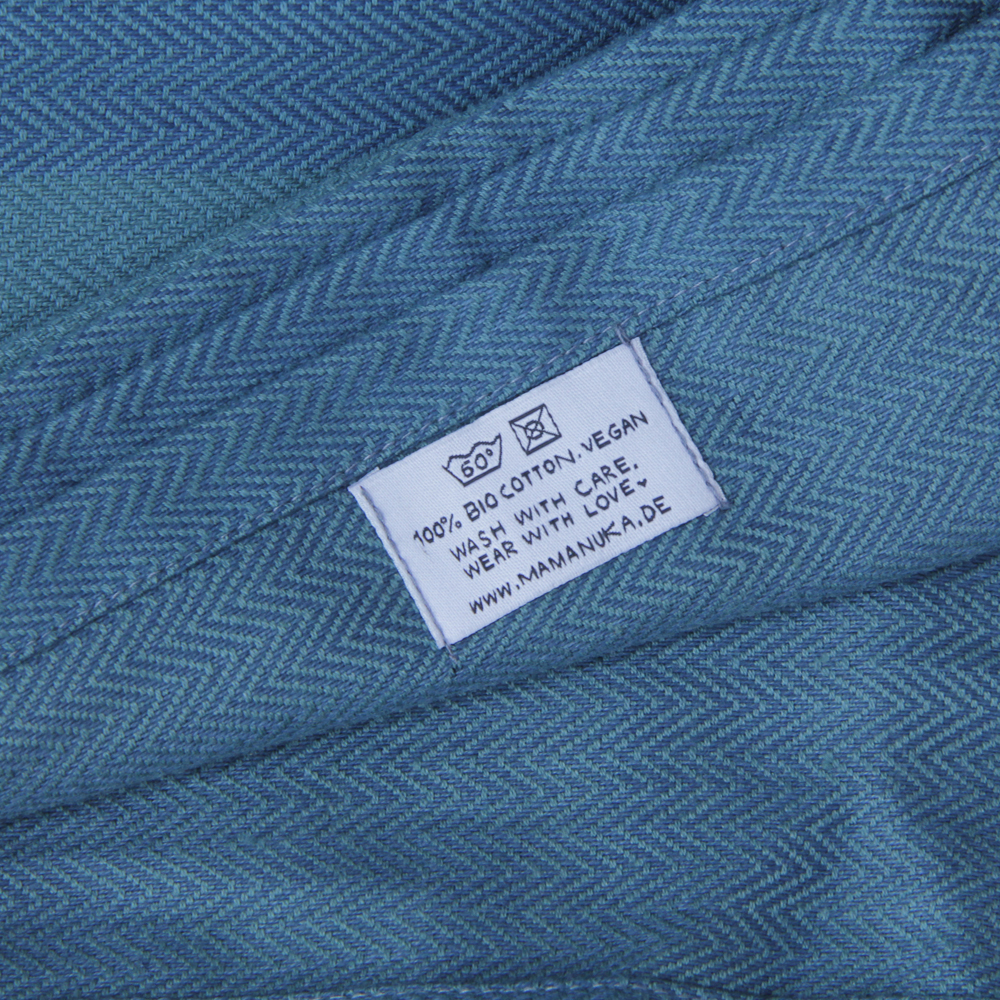 60°
100% BIO COTTON. VEGAN
WASH WITH CARE.
WEAR WITH LOVE♥
WWW.MAMANUKA.DE